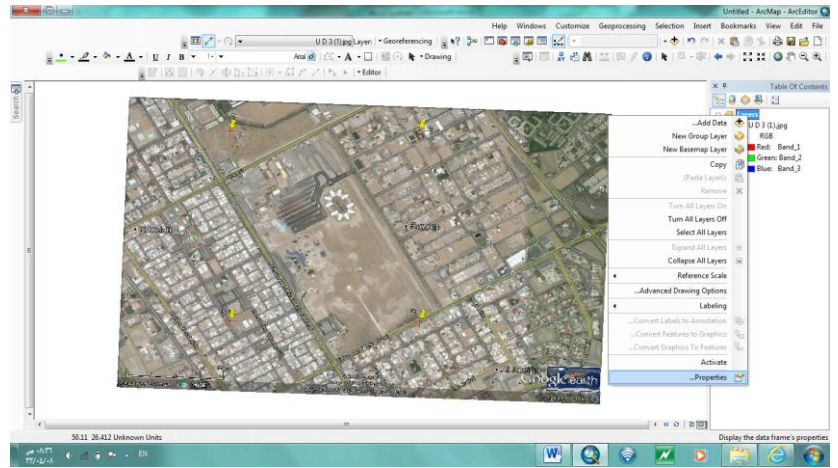 Untitled - ArcMap - ArcEditor
Help Windows Customize Geoprocessing Selection Insert Bookmarks View Edit File
U D 3 (1).jpg Layer: Georeferencing
Arial A Drawing
B I U A
Editor
Search
Table Of Contents
Layers
U D 3 (1).jpg
RGB
Red: Band_1
Green: Band_2
Blue: Band_3
...Add Data
New Group Layer
New Basemap Layer
Copy
(Paste Layer(s
Remove
Turn All Layers On
Turn All Layers Off
Select All Layers
Expand All Layers
Collapse All Layers
Reference Scale
...Advanced Drawing Options
Labeling
...Convert Labels to Annotation
...Convert Features to Graphics
...Convert Graphics To Features
Activate
...Properties
Google earth
50.11 26.412 Unknown Units
Display the data frame's properties
EN